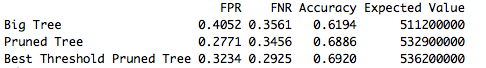 FPR FNR Accuracy Expected Value
Big Tree 0.4052 0.3561 0.6194 511200000
Pruned Tree 0.2771 0.3456 0.6886 532900000
Best Threshold Pruned Tree 0.3234 0.2925 0.6920 536200000